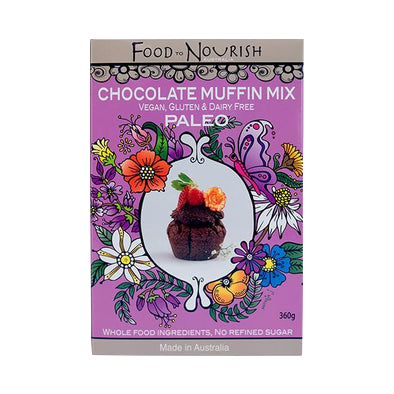 FOOD TO NOURISH
CHOCOLATE MUFFIN MIX
VEGAN, GLUTEN & DAIRY FREE
PALEO
360g
WHOLE FOOD INGREDIENTS, NO REFINED SUGAR
Made in Australia